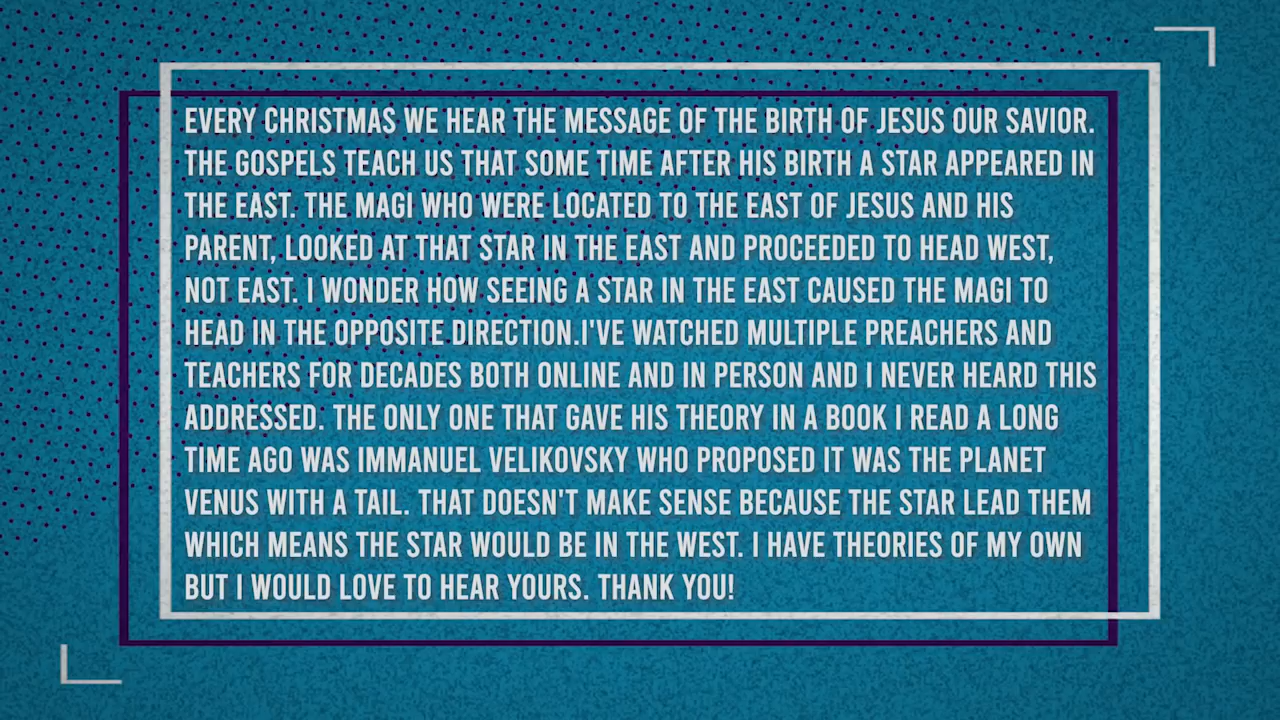 EVERY CHRISTMAS WE HEAR THE MESSAGE OF THE BIRTH OF JESUS OUR SAVIOR.
THE GOSPELS TEACH US THAT SOME TIME AFTER HIS BIRTH A STAR APPEARED IN
THE EAST. THE MAGI WHO WERE LOCATED TO THE EAST OF JESUS AND HIS
PARENT, LOOKED AT THAT STAR IN THE EAST AND PROCEEDED TO HEAD WEST,
NOT EAST. I WONDER HOW SEEING A STAR IN THE EAST CAUSED THE MAGI TO
HEAD IN THE OPPOSITE DIRECTION.I'VE WATCHED MULTIPLE PREACHERS AND
TEACHERS FOR DECADES BOTH ONLINE AND IN PERSON AND I NEVER HEARD THIS
ADDRESSED. THE ONLY ONE THAT GAVE HIS THEORY IN A BOOK I READ A LONG
TIME AGO WAS IMMANUEL VELIKOVSKY WHO PROPOSED IT WAS THE PLANET
VENUS WITH A TAIL. THAT DOESN'T MAKE SENSE BECAUSE THE STAR LEAD THEM
WHICH MEANS THE STAR WOULD BE IN THE WEST. I HAVE THEORIES OF MY OWN
BUT I WOULD LOVE TO HEAR YOURS. THANK YOU!